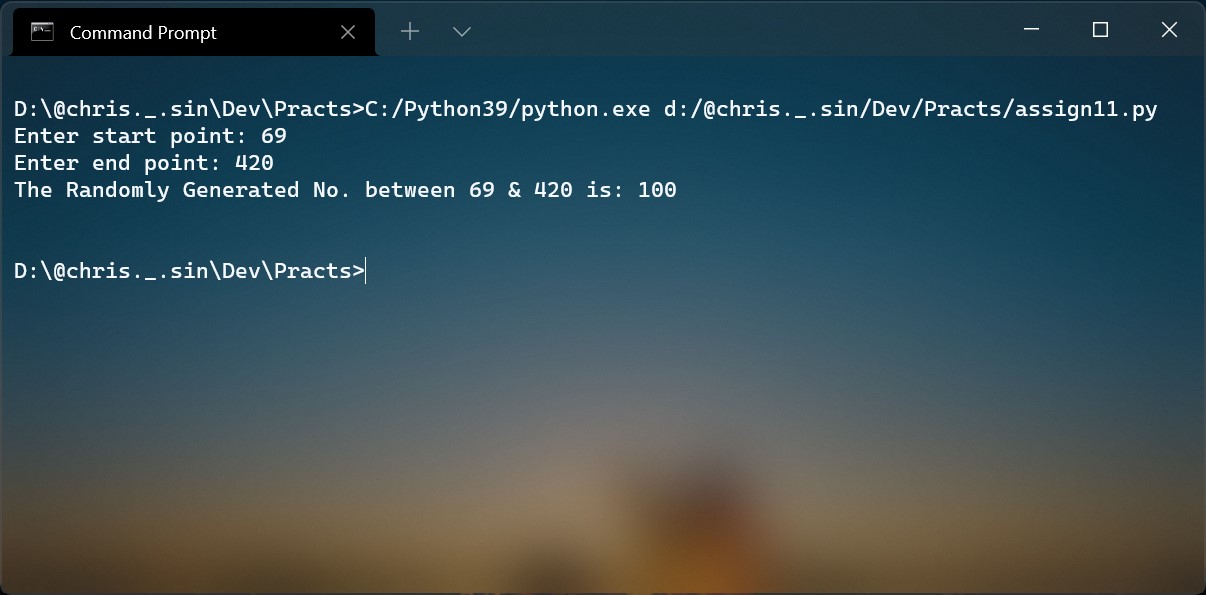 Command Prompt
D:\@chris._.sin\Dev\Practs>C:/Python39/python.exe d:/@chris._.sin/Dev/Practs/assign11.py
Enter start point: 69
Enter end point: 420
The Randomly Generated No. between 69 & 420 is: 100
D:\@chris._.sin\Dev\Practs>